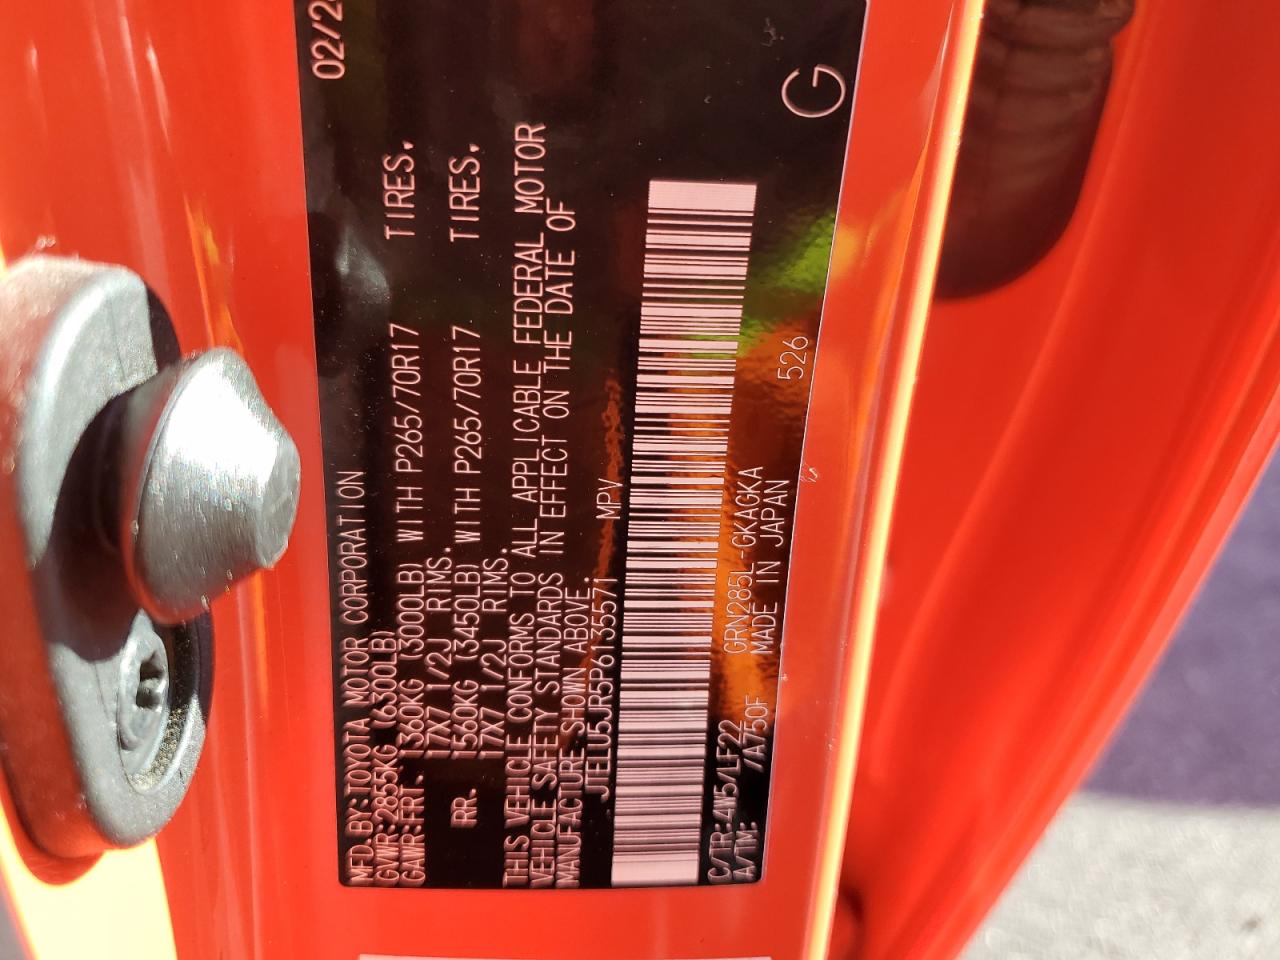 MFD.BY:TOYOTA MOTOR CORPORATION
GVWR:2855KG (6300LB)
GAWR:FRT. 1360KG (3000LB) WITH P265/70R17 TIRES.
17X7 1/2J RIMS.
RR. 1560KG (3450LB) WITH P265/70R17 TIRES.
17X7 1/2J RIMS.
THIS VEHICLE CONFORMS TO ALL APPLICABLE FEDERAL MOTOR
VEHICLE SAFETY STANDARDS IN EFFECT ON THE DATE OF
MANUFACTURE SHOWN ABOVE.
JTELU5JR5P6135571 MPV
C/TR:4W5/LF22 GRN285L-GKAGKA
A/TM: /A750F MADE IN JAPAN 526
G